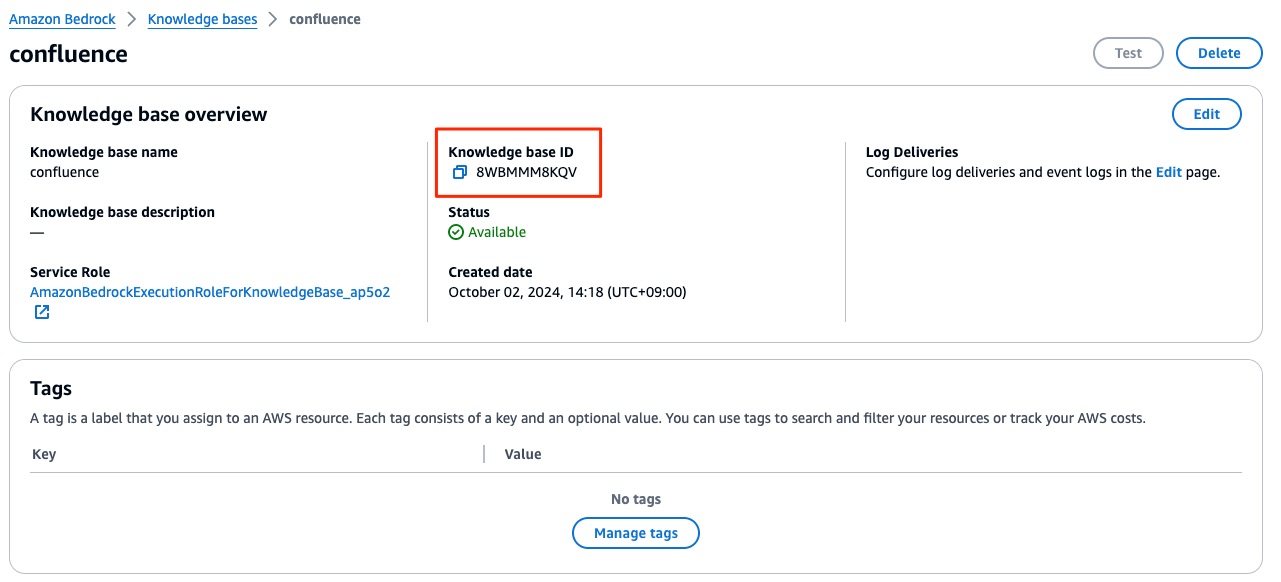 Amazon Bedrock > Knowledge bases > confluence
confluence
Test
Delete
Knowledge base overview
Edit
Knowledge base name
confluence
Knowledge base description
—
Service Role
AmazonBedrockExecutionRoleForKnowledgeBase_ap5o2
Knowledge base ID
8WBMMM8KQV
Status
Available
Created date
October 02, 2024, 14:18 (UTC+09:00)
Log Deliveries
Configure log deliveries and event logs in the Edit page.
Tags
A tag is a label that you assign to an AWS resource. Each tag consists of a key and an optional value. You can use tags to search and filter your resources or track your AWS costs.
Key
Value
No tags
Manage tags